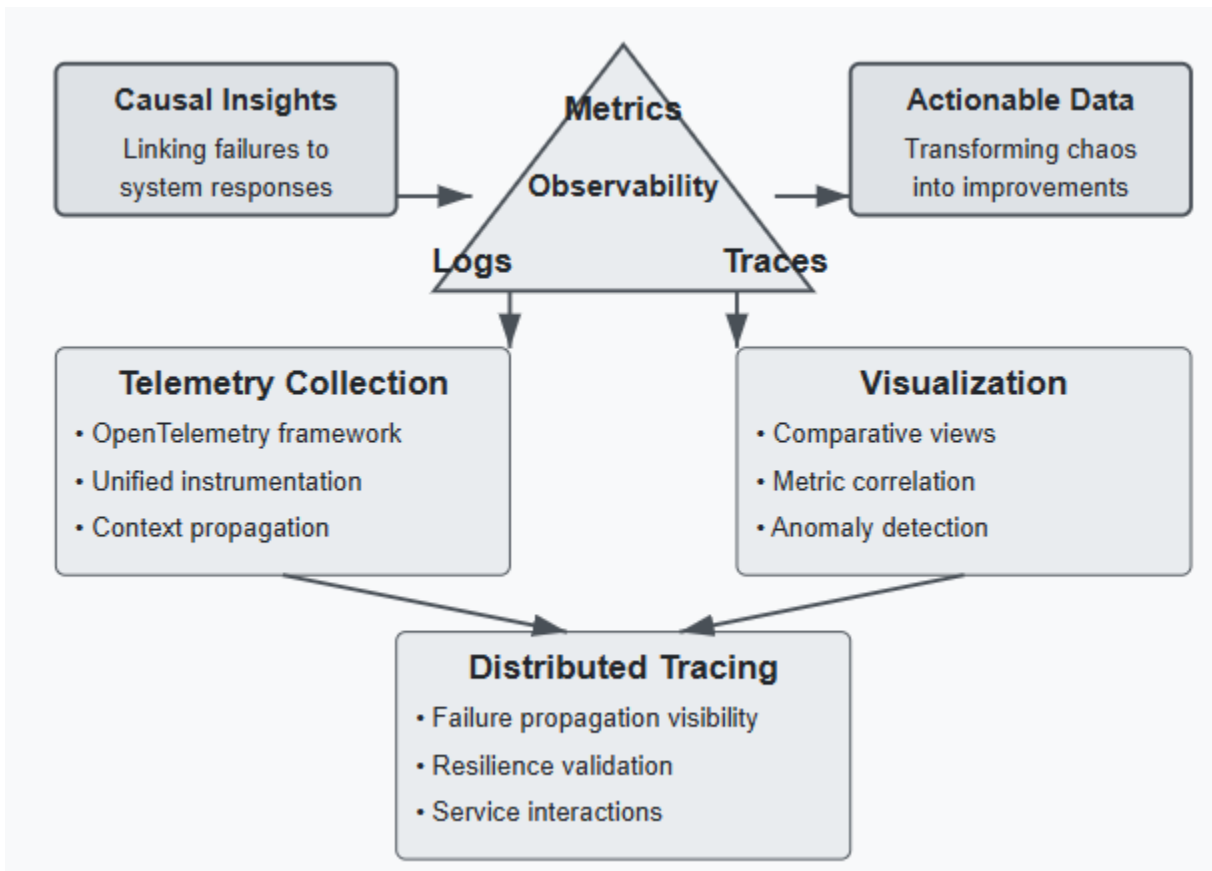 Causal Insights
Linking failures to
system responses
Metrics
Observability
Logs
Traces
Actionable Data
Transforming chaos
into improvements
Telemetry Collection
• OpenTelemetry framework
• Unified instrumentation
• Context propagation
Visualization
• Comparative views
• Metric correlation
• Anomaly detection
Distributed Tracing
• Failure propagation visibility
• Resilience validation
• Service interactions